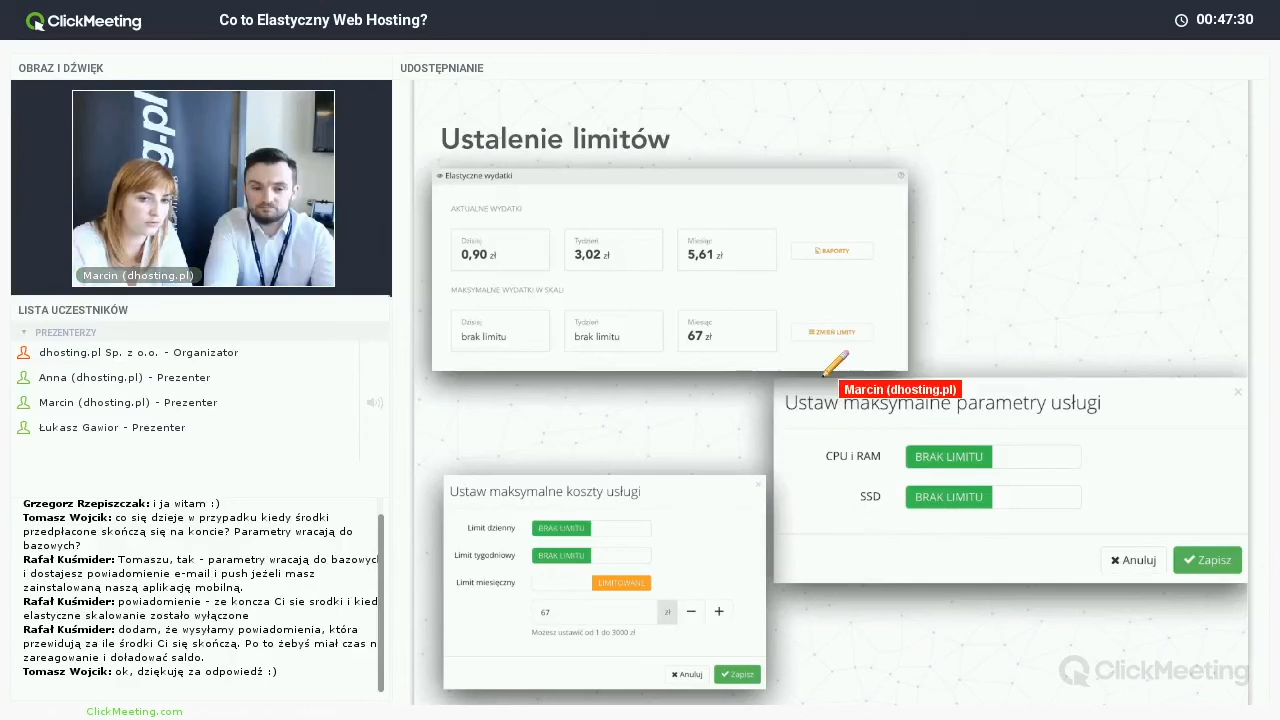 ClickMeeting
Co to Elastyczny Web Hosting?
00:47:30
OBRAZ I DŹWIĘK
g.pl
Marcin (dhosting.pl)
LISTA UCZESTNIKÓW
PREZENTERZY
dhosting.pl Sp. z o.o. - Organizator
Anna (dhosting.pl) - Prezenter
Marcin (dhosting.pl) - Prezenter
Łukasz Gawior - Prezenter
Grzegorz Rzepiszczak: i ja witam :)
Tomasz Wojcik: co się dzieje w przypadku kiedy środki
przedpłacone skończą się na koncie? Parametry wracają do
bazowych?
Rafał Kuśmider: Tomaszu, tak - parametry wracają do bazowych
i dostajesz powiadomienie e-mail i push jeżeli masz
zainstalowaną naszą aplikację mobilną.
Rafał Kuśmider: powiadomienie - ze koncza Ci sie srodki i kied
elastyczne skalowanie zostało wyłączone
Rafał Kuśmider: dodam, że wysyłamy powiadomienia, która
przewidują za ile środki Ci się skończą. Po to żebyś miał czas n
zareagowanie i doładować saldo.
Tomasz Wojcik: ok, dziękuję za odpowiedź :)
ClickMeeting.com
UDOSTĘPNIANIE
Ustalenie limitów
Elastyczne wydatki
AKTUALNE WYDATKI
Dzisiaj
0,90 zł
Tydzień
3,02 zł
Miesiąc
5,61 zł
RAPORTY
MAKSYMALNE WYDATKI W SKALI
Dzisiaj
brak limitu
Tydzień
brak limitu
Miesiąc
67 zł
ZMIEŃ LIMITY
Marcin (dhosting.pl)
Ustaw maksymalne parametry usługi
CPU i RAM BRAK LIMITU
SSD BRAK LIMITU
Anuluj Zapisz
Ustaw maksymalne koszty usługi
Limit dzienny BRAK LIMITU
Limit tygodniowy BRAK LIMITU
Limit miesięczny LIMITOWANE
67 zł
Możesz ustawić od 1 do 3000 zł
Anuluj Zapisz
ClickMeeting